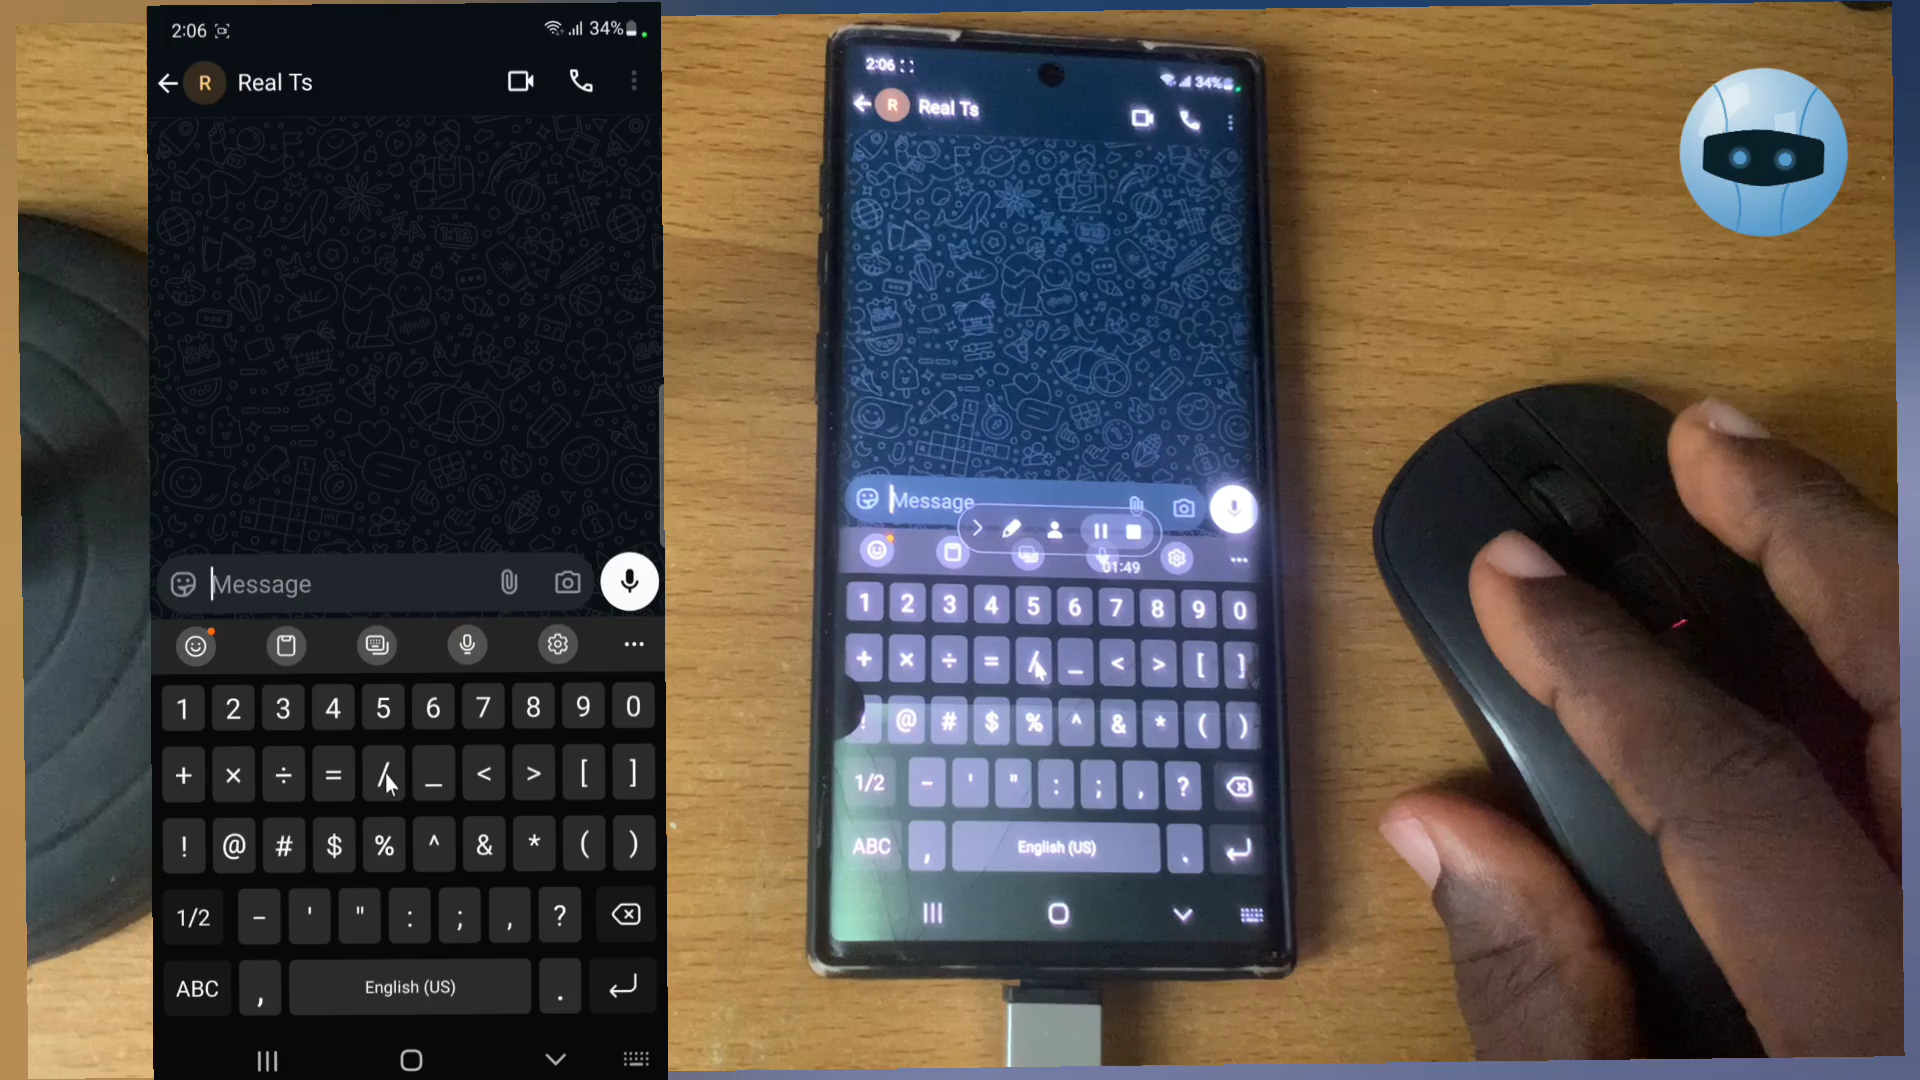 2:06 34%
R Real Ts
Message
1 2 3 4 5 6 7 8 9 0
+ × ÷ = / _ < > [ ]
! @ # $ % ^ & * ( )
1/2 - ' " : ; , ?
ABC , English (US) .
2:06 34%
R Real Ts
Message
01:49
1 2 3 4 5 6 7 8 9 0
+ × ÷ = / _ < > [ ]
! @ # $ % ^ & * ( )
1/2 - ' " : ; , ?
ABC , English (US) .